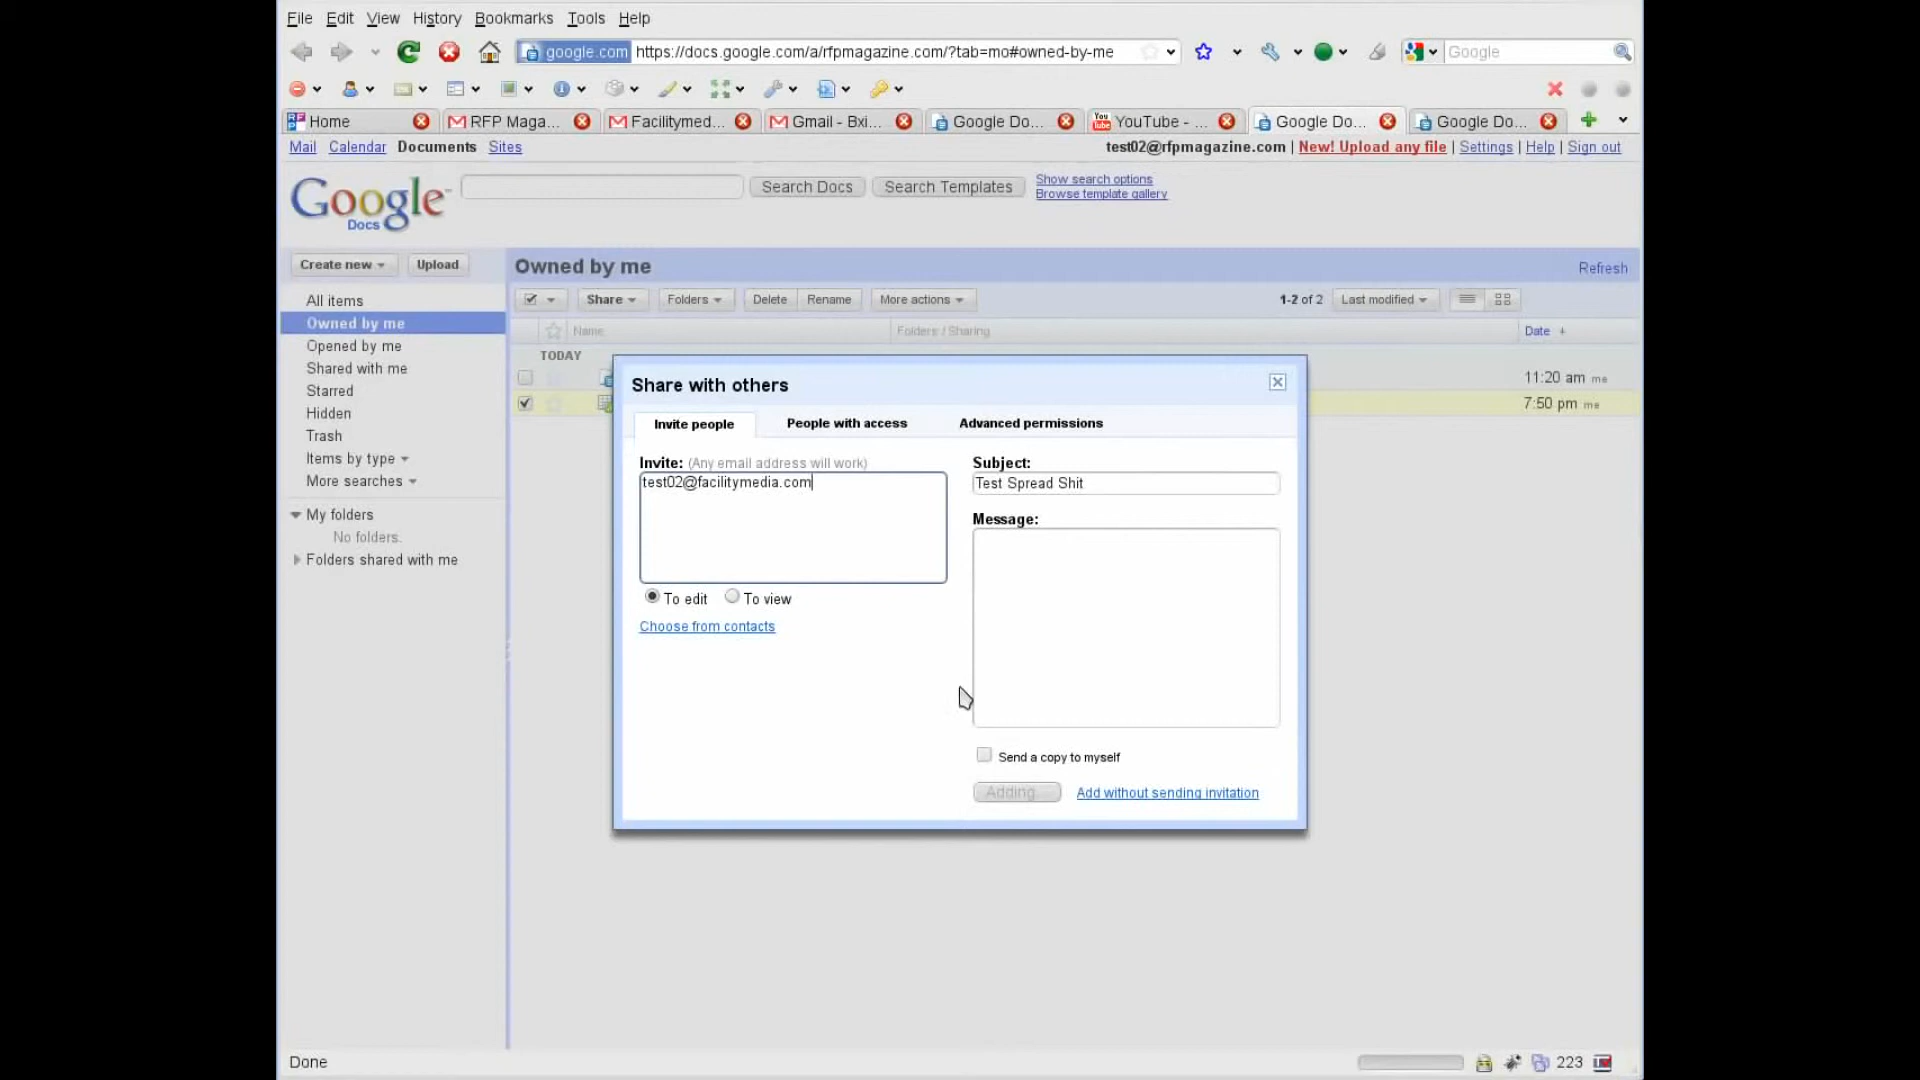 File Edit View History Bookmarks Tools Help
google.com https://docs.google.com/a/rfpmagazine.com/?tab=mo#owned-by-me Google
Home RFP Maga... Facilitymed... Gmail - Bxi... Google Do... YouTube - ... Google Do... Google Do...
Mail Calendar Documents Sites test02@rfpmagazine.com | New! Upload any file | Settings | Help | Sign out
Google Docs
Search Docs Search Templates Show search options
Browse template gallery
Create new Upload
Owned by me Refresh
Share Folders Delete Rename More actions 1-2 of 2 Last modified
Name Folders / Sharing Date
TODAY
11:20 am me
7:50 pm me
All items
Owned by me
Opened by me
Shared with me
Starred
Hidden
Trash
Items by type
More searches
My folders
No folders.
Folders shared with me
Share with others
Invite people People with access Advanced permissions
Invite: (Any email address will work)
test02@facilitymedia.com
To edit To view
Choose from contacts
Subject:
Test Spread Shit
Message:
Send a copy to myself
Adding... Add without sending invitation
Done 223